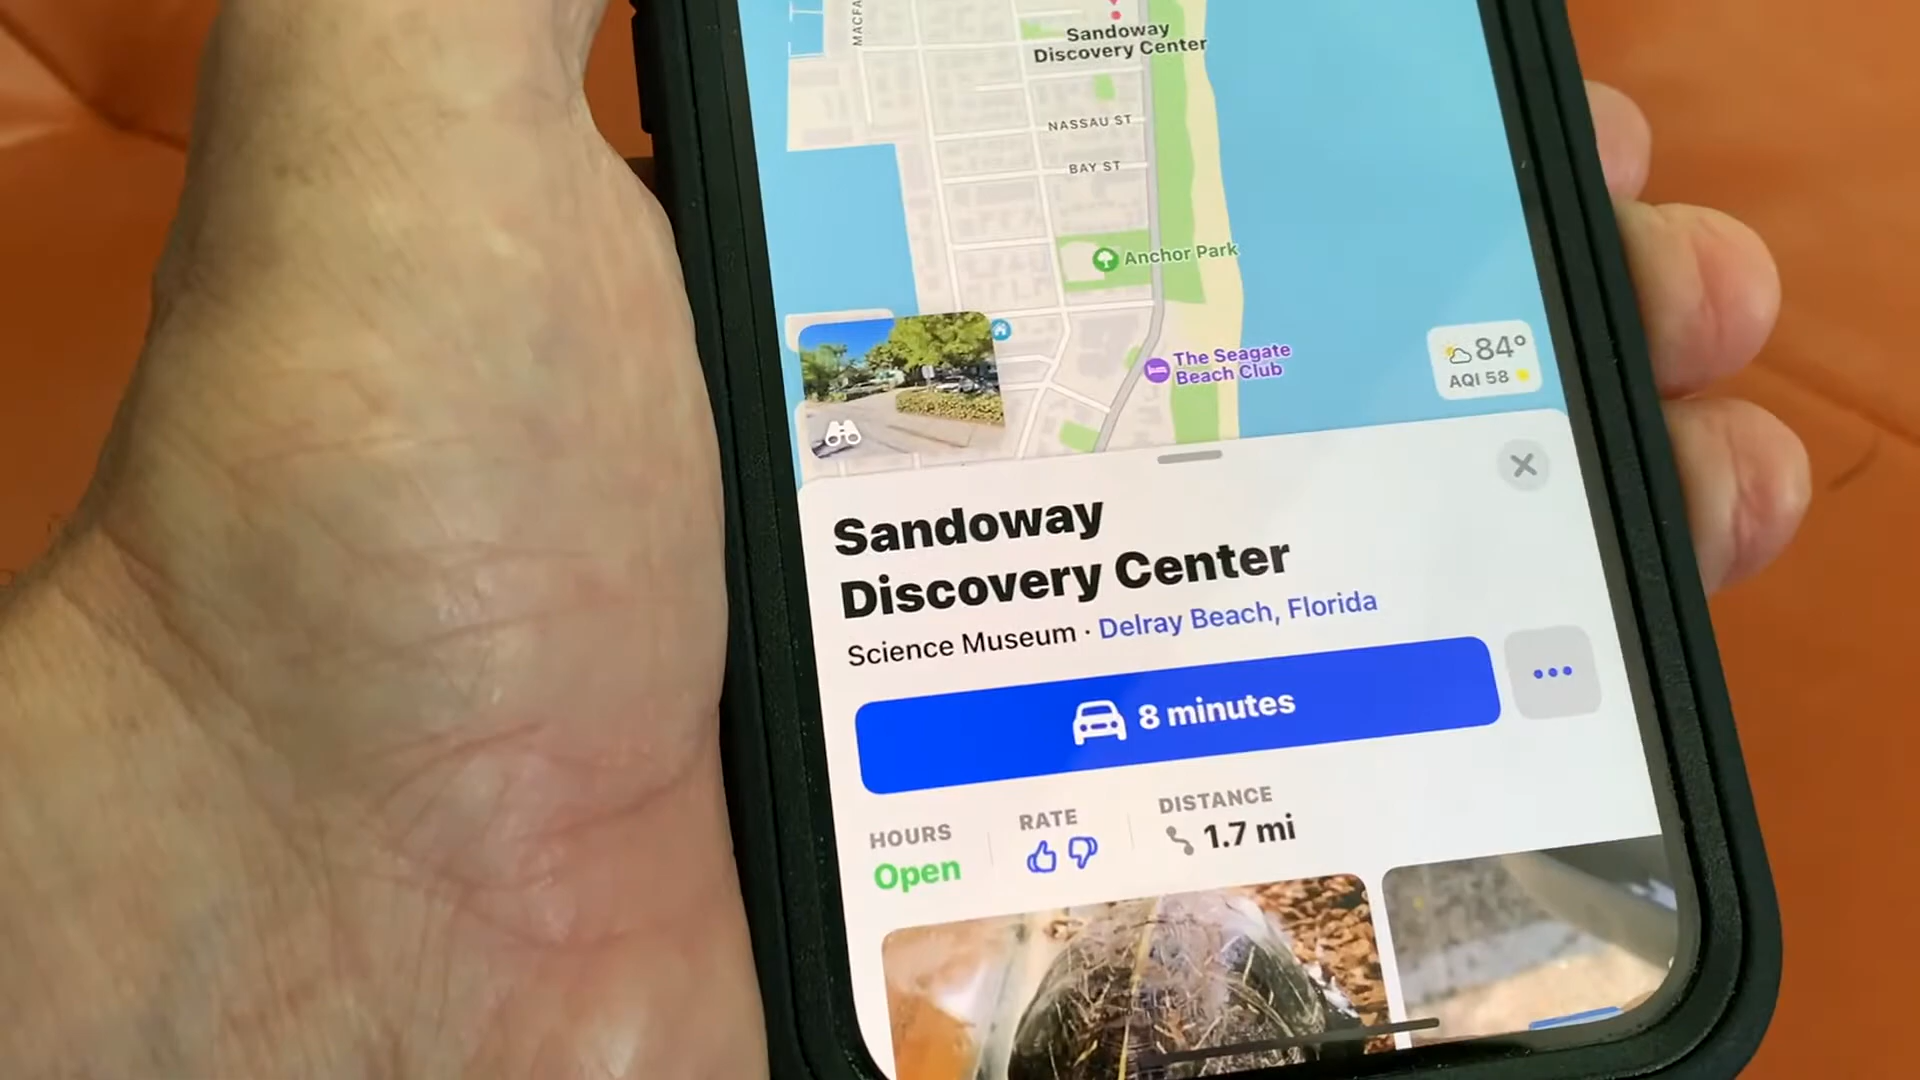 MACFA
Sandoway
Discovery Center
NASSAU ST
BAY ST
Anchor Park
The Seagate
Beach Club
84°
AQI 58
Sandoway
Discovery Center
Science Museum · Delray Beach, Florida
8 minutes
HOURS
RATE
DISTANCE
Open
1.7 mi